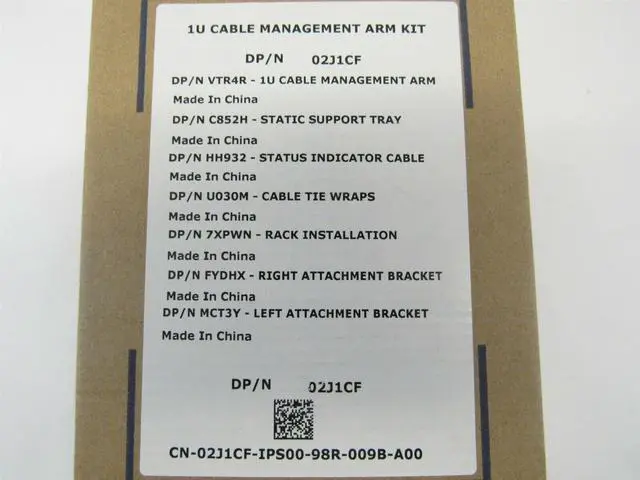 1U CABLE MANAGEMENT ARM KIT
DP/N 02J1CF
DP/N VTR4R - 1U CABLE MANAGEMENT ARM
Made In China
DP/N C852H - STATIC SUPPORT TRAY
Made In China
DP/N HH932 - STATUS INDICATOR CABLE
Made In China
DP/N U030M - CABLE TIE WRAPS
Made In China
DP/N 7XPWN - RACK INSTALLATION
Made In China
DP/N FYDHX - RIGHT ATTACHMENT BRACKET
Made In China
DP/N MCT3Y - LEFT ATTACHMENT BRACKET
Made In China
DP/N 02J1CF
CN-02J1CF-IPS00-98R-009B-A00